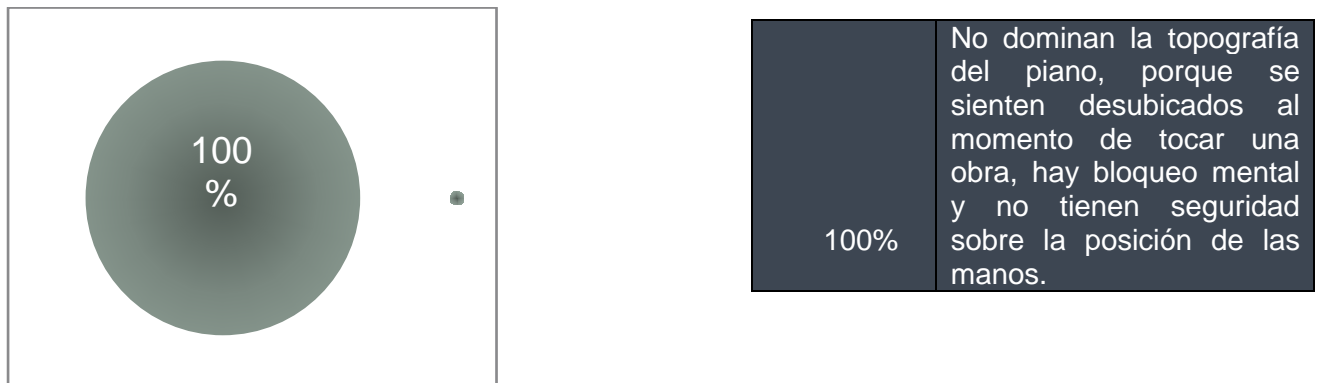 100
%
100%
No dominan la topografía
del piano, porque se
sienten desubicados al
momento de tocar una
obra, hay bloqueo mental
y no tienen seguridad
sobre la posición de las
manos.